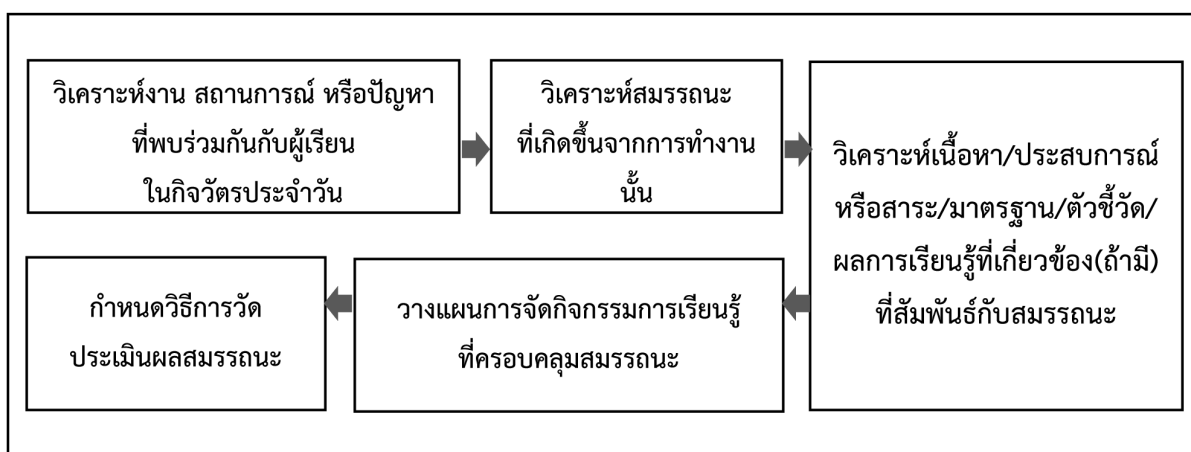 วิเคราะห์งาน สถานการณ์ หรือปัญหา
ที่พบร่วมกันกับผู้เรียน
ในกิจวัตรประจำวัน
วิเคราะห์สมรรถนะ
ที่เกิดขึ้นจากการทำงาน
นั้น
วิเคราะห์เนื้อหา/ประสบการณ์
หรือสาระ/มาตรฐาน/ตัวชี้วัด/
ผลการเรียนรู้ที่เกี่ยวข้อง(ถ้ามี)
ที่สัมพันธ์กับสมรรถนะ
วางแผนการจัดกิจกรรมการเรียนรู้
ที่ครอบคลุมสมรรถนะ
กำหนดวิธีการวัด
ประเมินผลสมรรถนะ